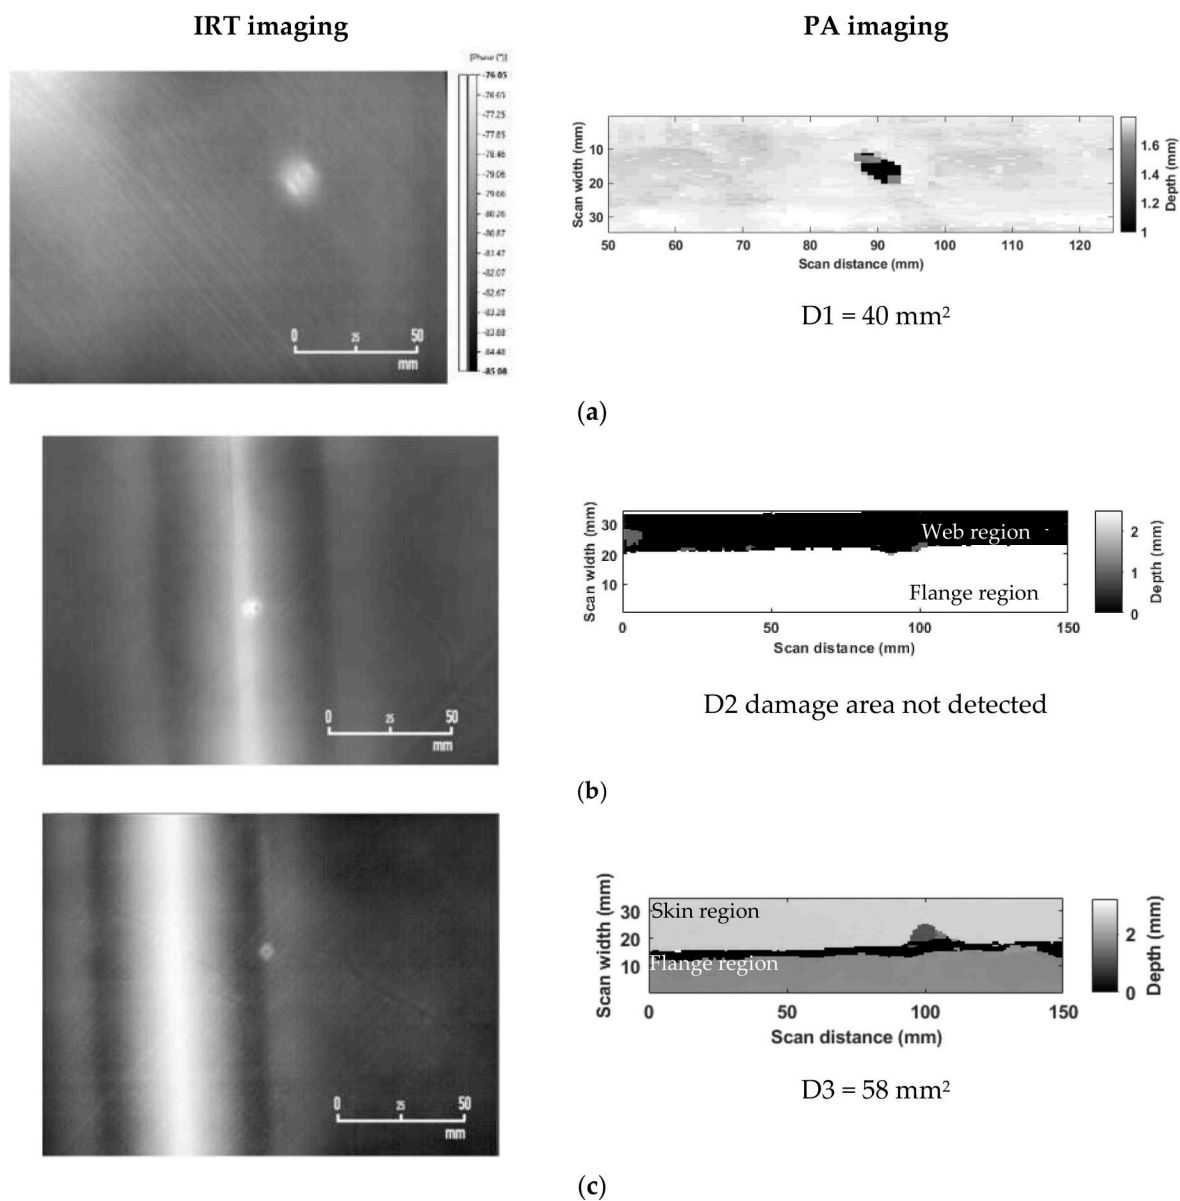 IRT imaging
PA imaging
[Phase (°)]
-76.05
-76.65
-77.25
-77.85
-78.46
-79.06
-79.66
-80.26
-80.87
-81.47
-82.07
-82.67
-83.28
-83.88
-84.48
-85.08
0 25 50
mm
Scan width (mm)
10
20
30
50 60 70 80 90 100 110 120
Scan distance (mm)
1.6
1.4
1.2
1
Depth (mm)
D1 = 40 mm²
(a)
0 25 50
mm
Scan width (mm)
30
20
10
Web region
Flange region
0 50 100 150
Scan distance (mm)
2
1
0
Depth (mm)
D2 damage area not detected
(b)
0 25 50
mm
Scan width (mm)
30
20
10
Skin region
Flange region
0 50 100 150
Scan distance (mm)
2
0
Depth (mm)
D3 = 58 mm²
(c)